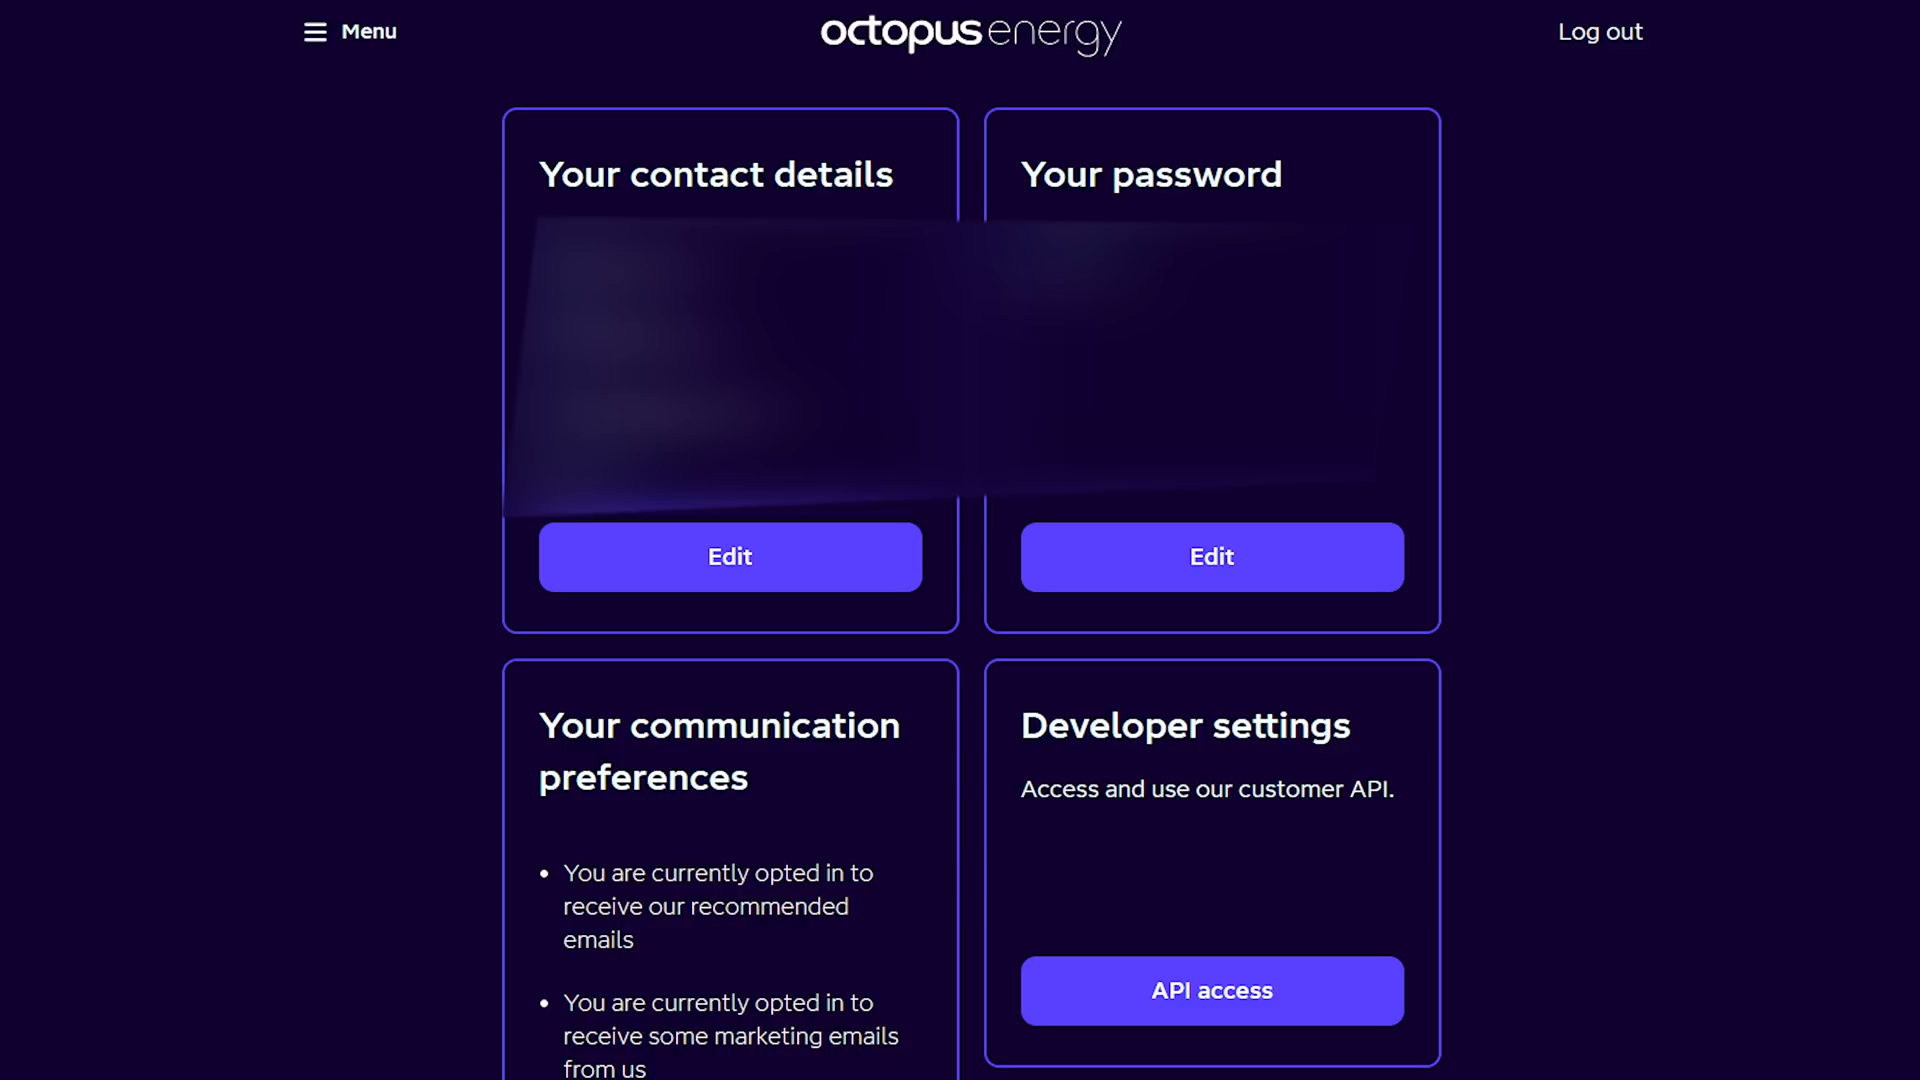 Menu
octopus energy
Log out
Your contact details
Edit
Your password
Edit
Your communication
preferences
• You are currently opted in to
receive our recommended
emails
• You are currently opted in to
receive some marketing emails
from us
Developer settings
Access and use our customer API.
API access